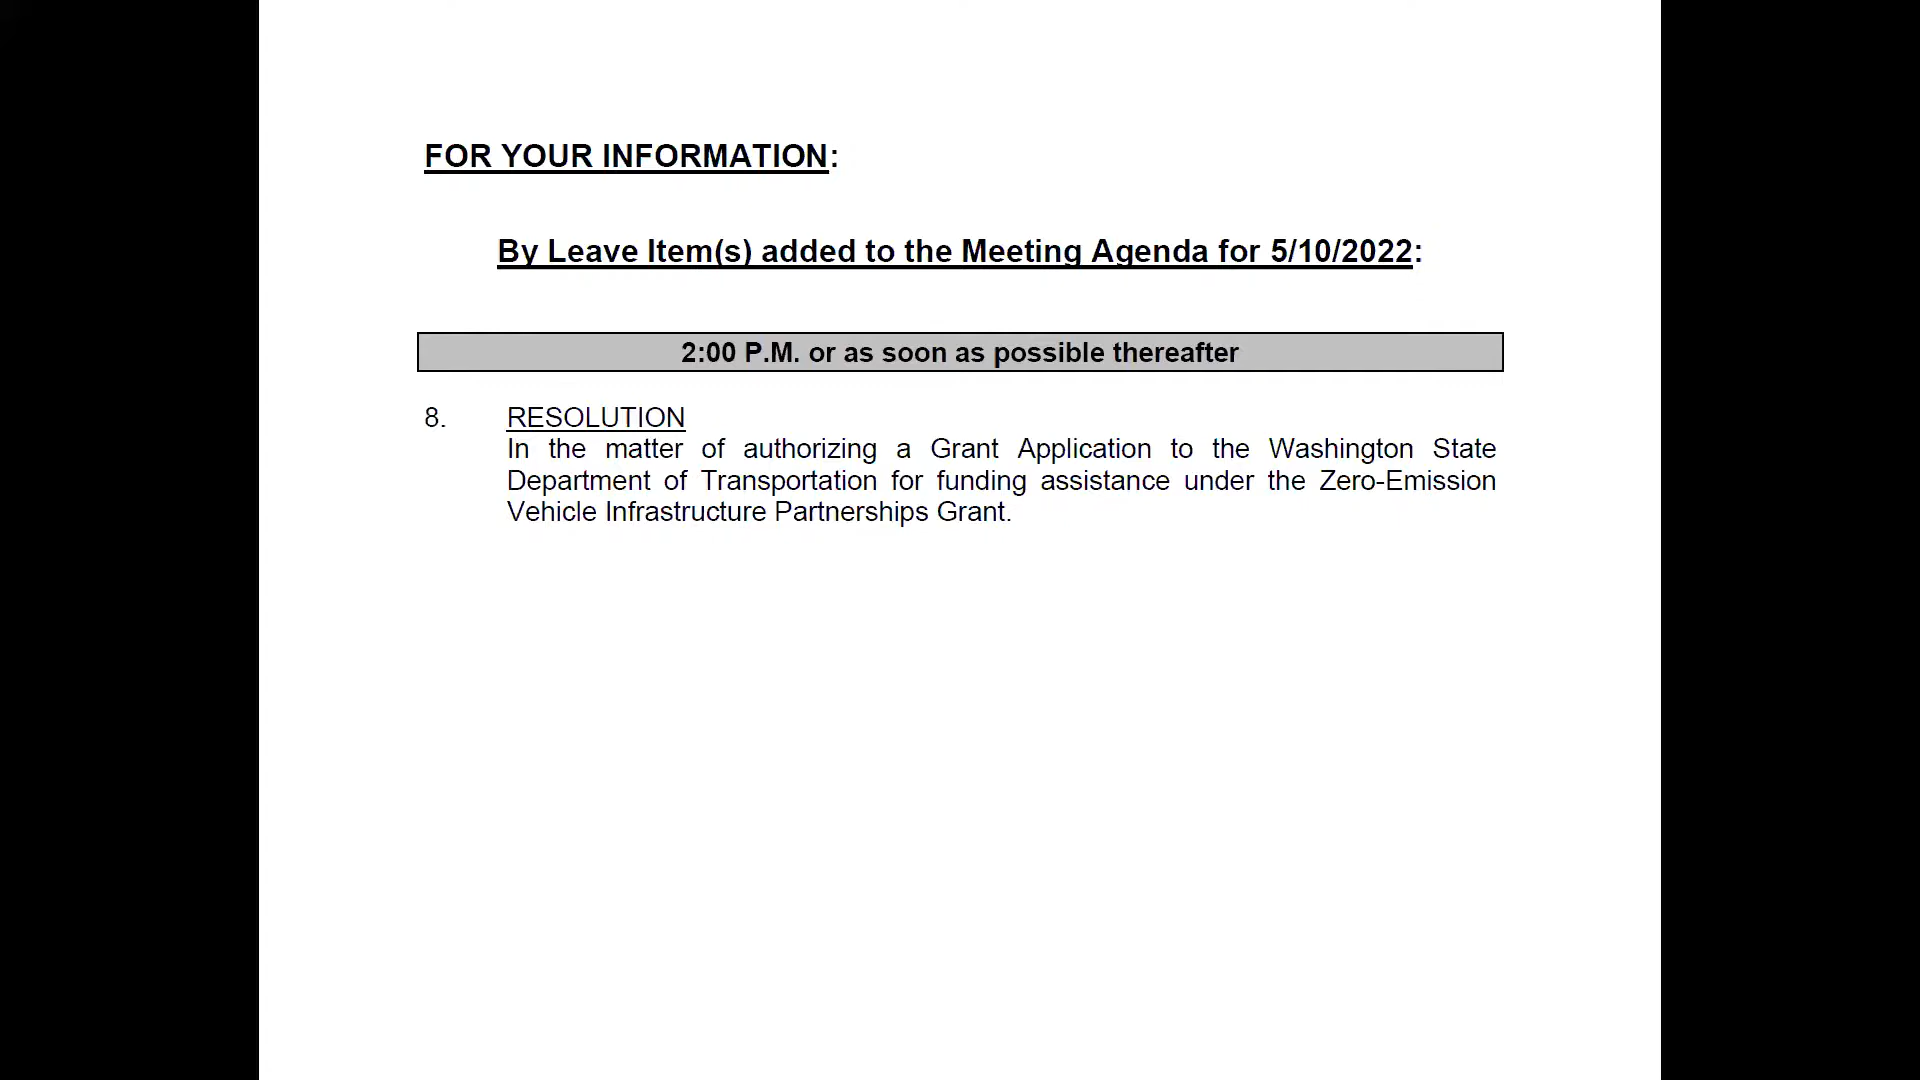 FOR YOUR INFORMATION:
By Leave Item(s) added to the Meeting Agenda for 5/10/2022:
2:00 P.M. or as soon as possible thereafter
8. RESOLUTION
In the matter of authorizing a Grant Application to the Washington State
Department of Transportation for funding assistance under the Zero-Emission
Vehicle Infrastructure Partnerships Grant.